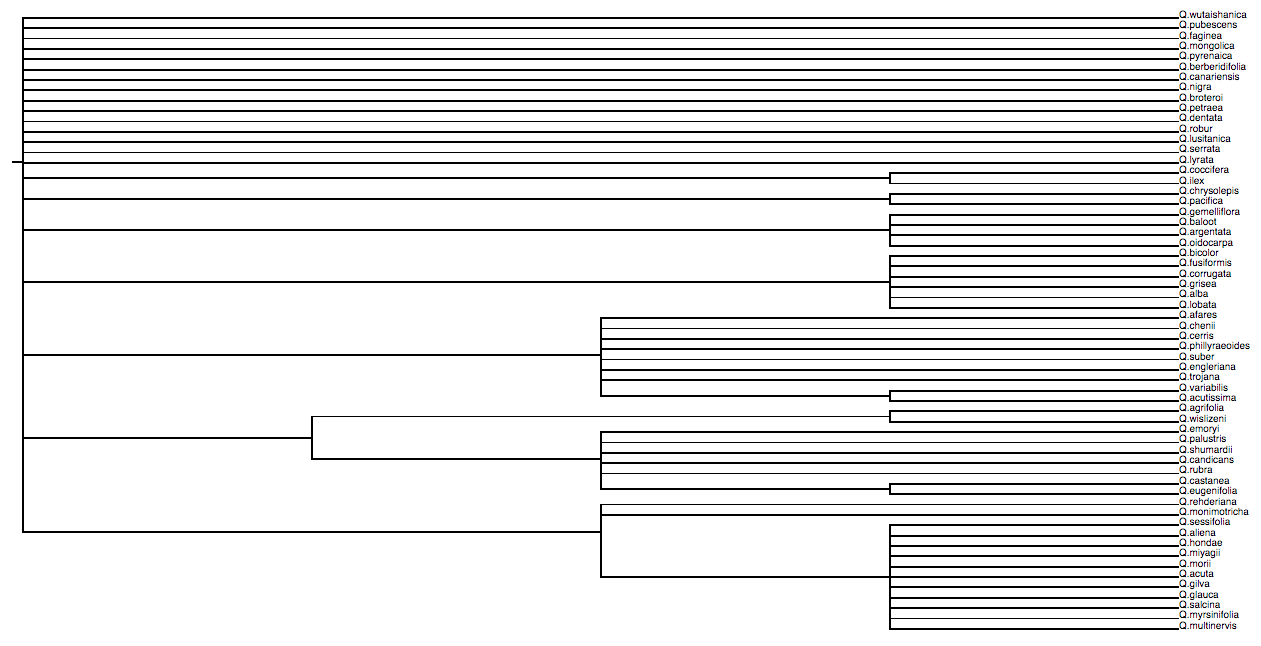 Q.wutaishanica
Q.pubescens
Q.faginea
Q.mongolica
Q.pyrenaica
Q.berberidifolia
Q.canariensis
Q.nigra
Q.broteroi
Q.petraea
Q.dentata
Q.robur
Q.lusitanica
Q.serrata
Q.lyrata
Q.coccifera
Q.ilex
Q.chrysolepis
Q.pacifica
Q.gemelliflora
Q.baloot
Q.argentata
Q.oidocarpa
Q.bicolor
Q.fusiformis
Q.corrugata
Q.grisea
Q.alba
Q.lobata
Q.afares
Q.chenii
Q.cerris
Q.phillyraeoides
Q.suber
Q.engleriana
Q.trojana
Q.variabilis
Q.acutissima
Q.agrifolia
Q.wislizeni
Q.emoryi
Q.palustris
Q.shumardii
Q.candicans
Q.rubra
Q.castanea
Q.eugenifolia
Q.rehderiana
Q.monimotricha
Q.sessifolia
Q.aliena
Q.hondae
Q.miyagii
Q.morii
Q.acuta
Q.gilva
Q.glauca
Q.salcina
Q.myrsinifolia
Q.multinervis